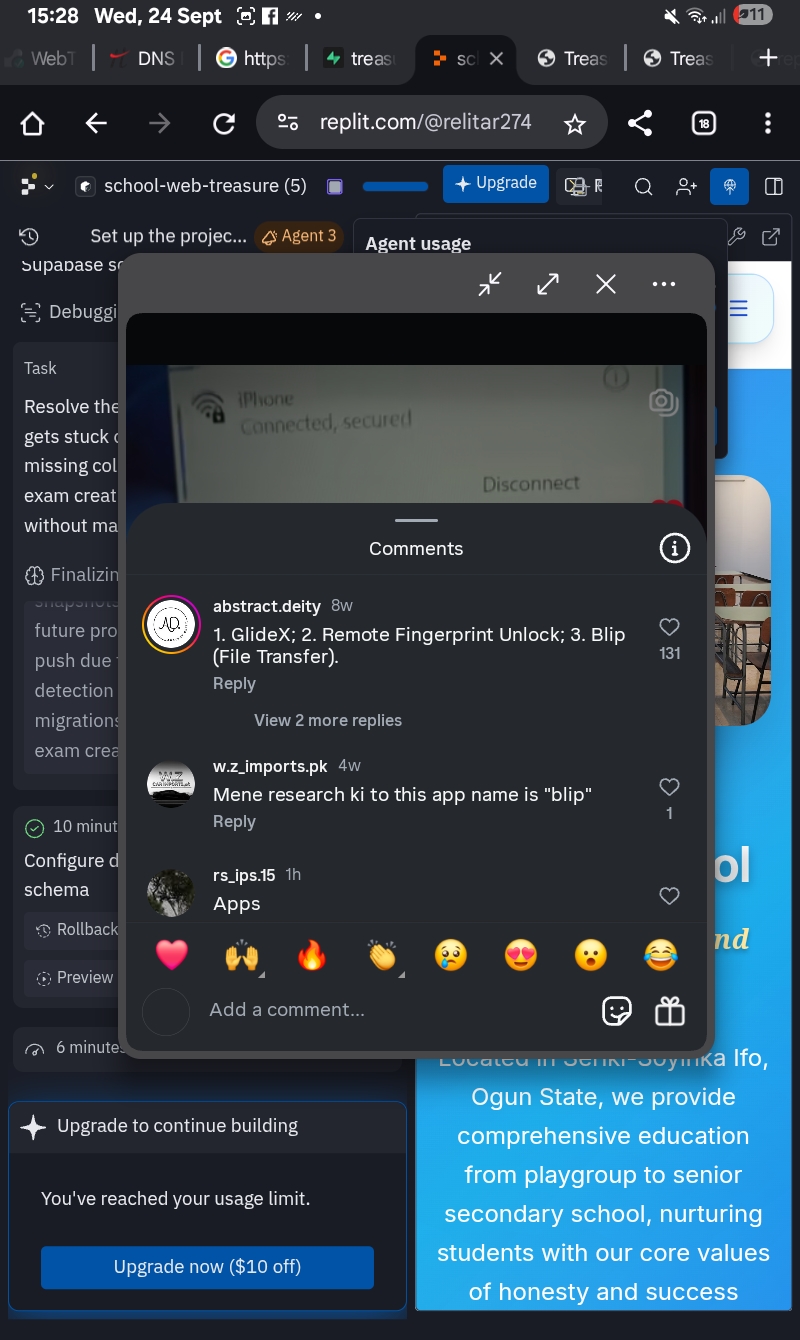 15:28 Wed, 24 Sept
11
WebT
DNS
https:
treas
sc
Treas
Treas
replit.com/@relitar274
18
school-web-treasure (5)
Upgrade
Set up the projec...
Agent 3
Agent usage
Supabase sc
Debuggi
Task
Resolve the
gets stuck
missing col
exam creat
without ma
Finalizin
snapshots
future pro
push due
detection
migrations
exam crea
10 minut
Configure d
schema
Rollback
Preview
6 minutes
Upgrade to continue building
You've reached your usage limit.
Upgrade now ($10 off)
iPhone
Connected, secured
Disconnect
Comments
abstract.deity 8w
1. GlideX; 2. Remote Fingerprint Unlock; 3. Blip
(File Transfer).
131
Reply
View 2 more replies
w.z_imports.pk 4w
Mene research ki to this app name is "blip"
1
Reply
rs_ips.15 1h
Apps
Add a comment...
ol
nd
Located in Seriki-Soyinka Ifo,
Ogun State, we provide
comprehensive education
from playgroup to senior
secondary school, nurturing
students with our core values
of honesty and success